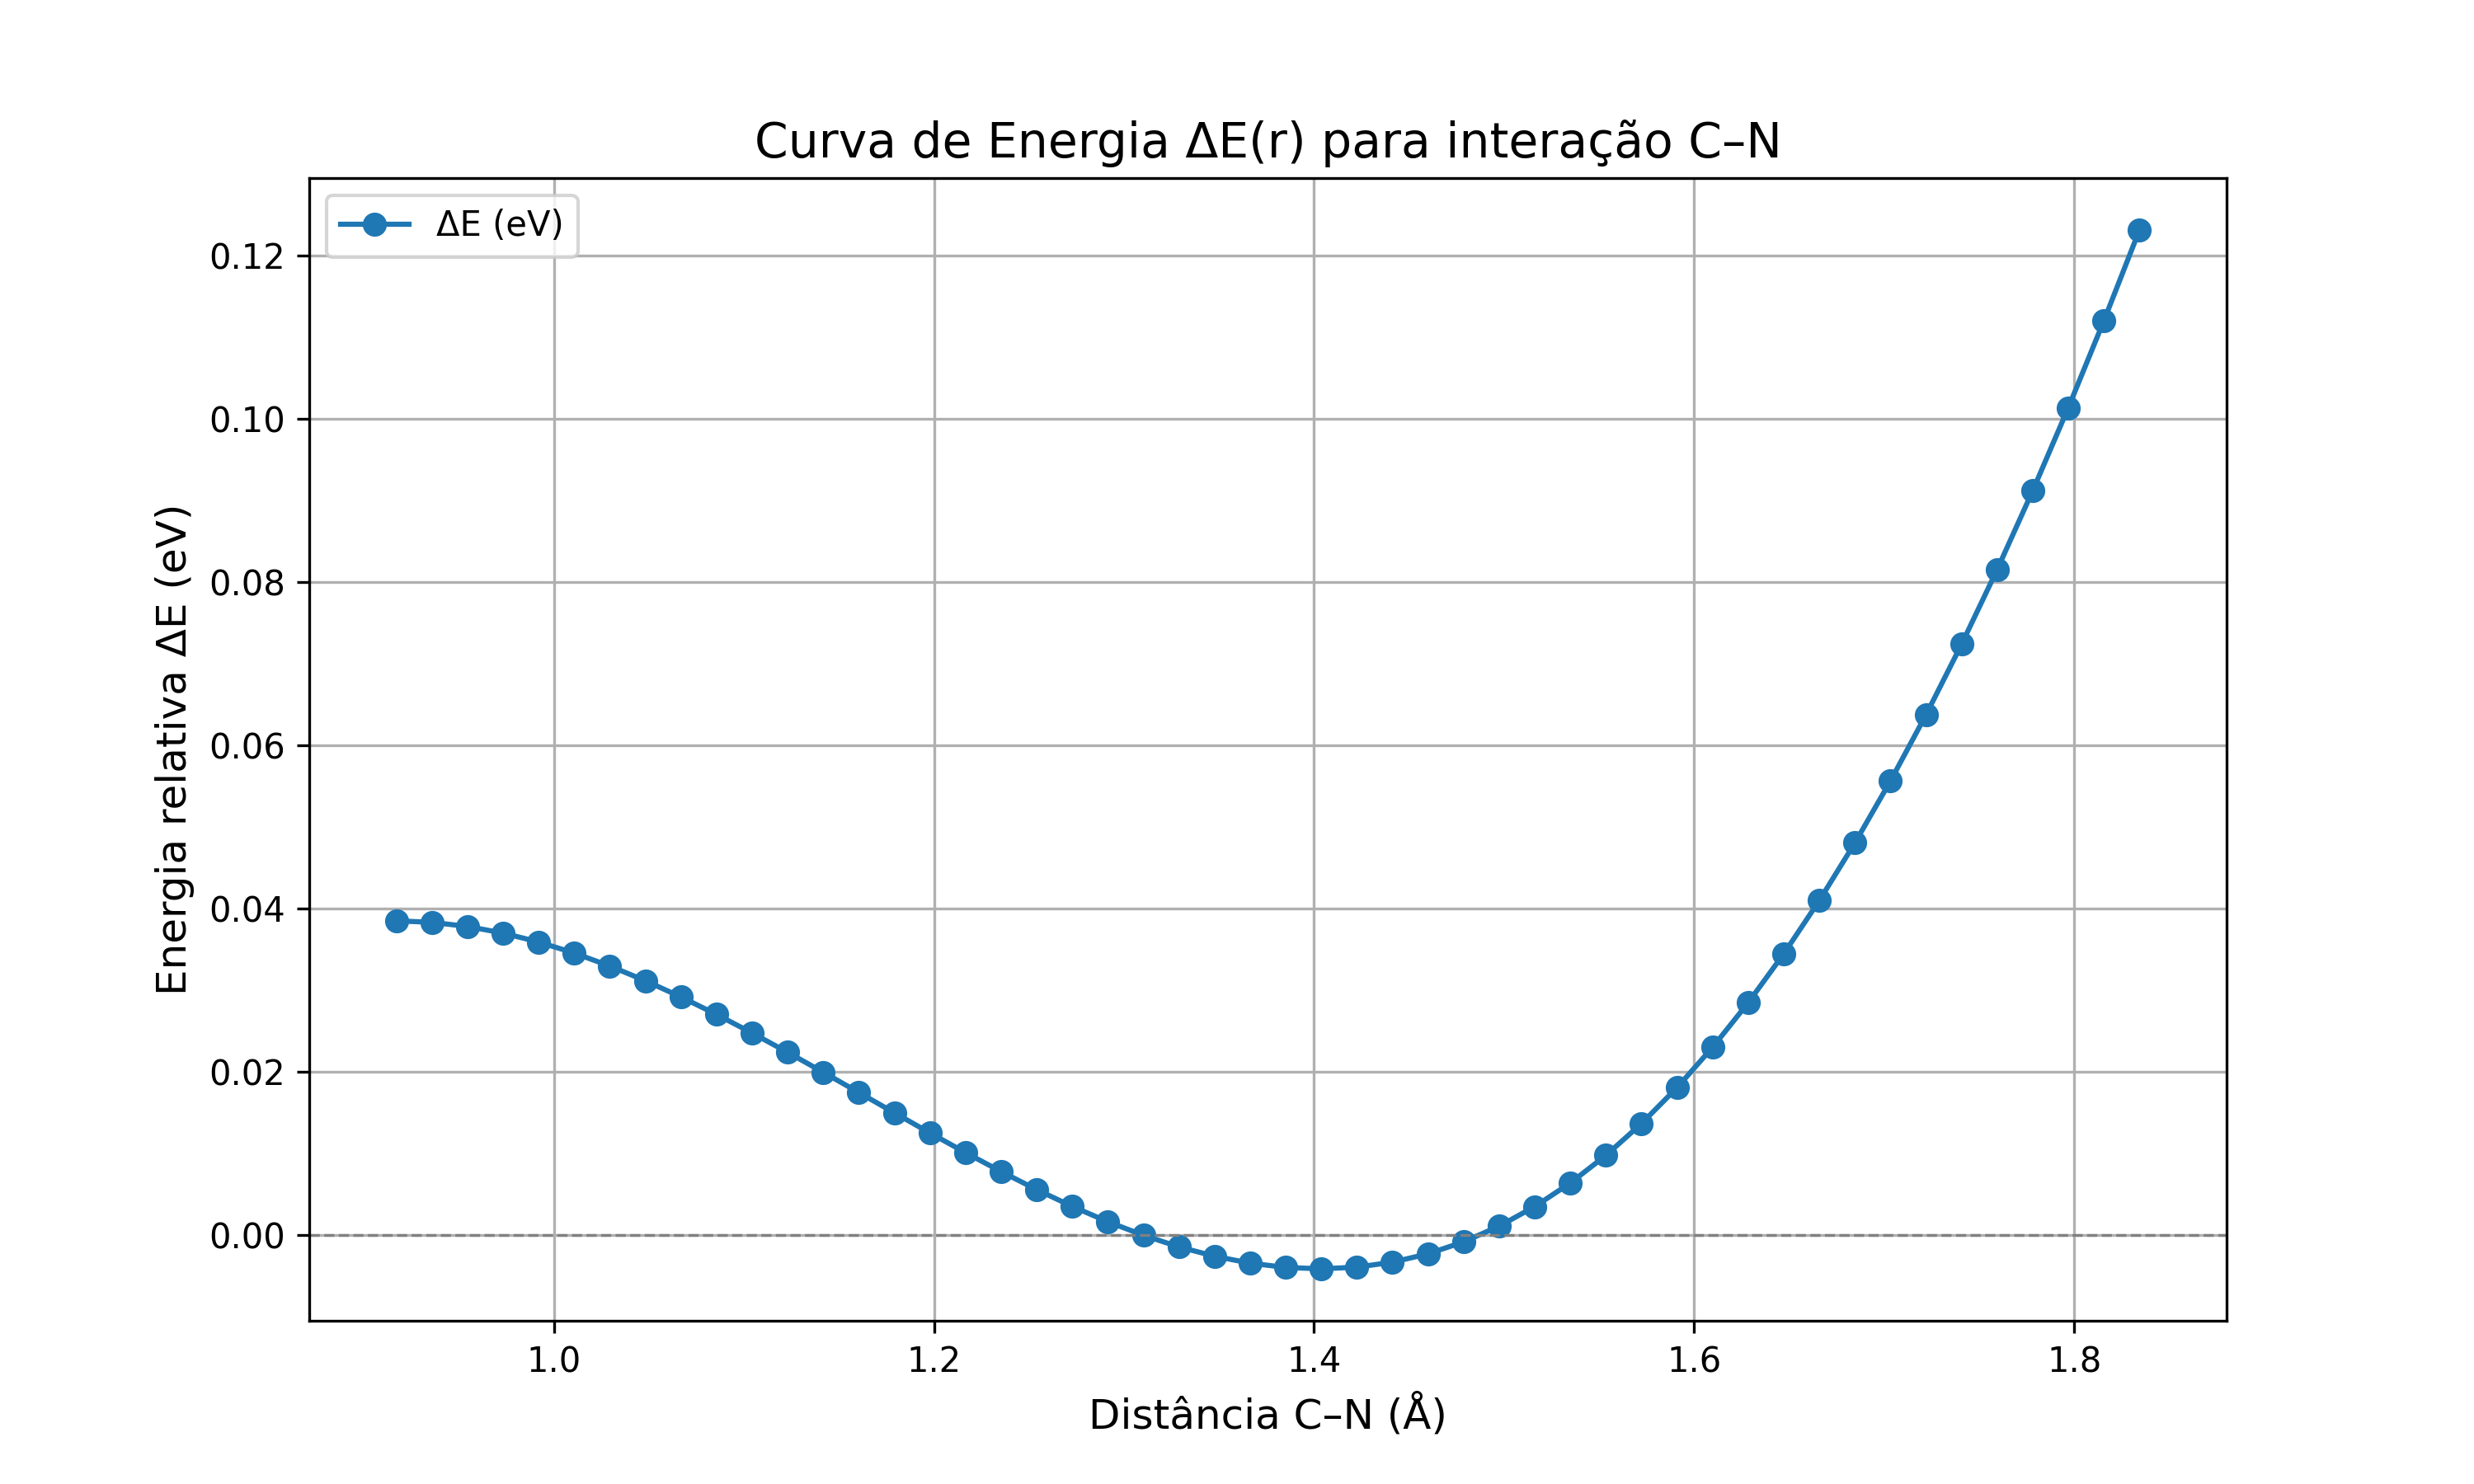 Curva de Energia ΔE(r) para interação C–N
ΔE (eV)
Energia relativa ΔE (eV)
0.12
0.10
0.08
0.06
0.04
0.02
0.00
1.0 1.2 1.4 1.6 1.8
Distância C–N (Å)